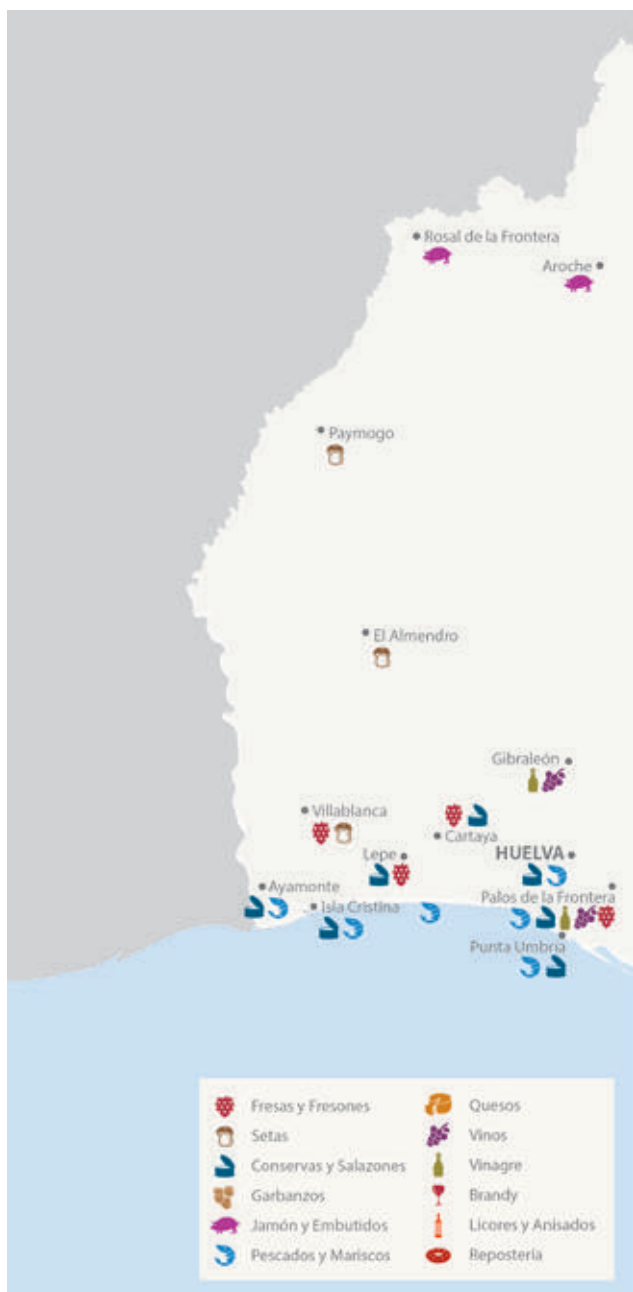 Rosal de la Frontera
Aroche
Paymogo
El Almendro
Gibraleón
Villablanca
Cartaya
Lepe
HUELVA
Ayamonte
Palos de la Frontera
Isla Cristina
Punta Umbría
Fresas y Fresones
Setas
Conservas y Salazones
Garbanzos
Jamón y Embutidos
Pescados y Mariscos
Quesos
Vinos
Vinagre
Brandy
Licores y Anisados
Repostería